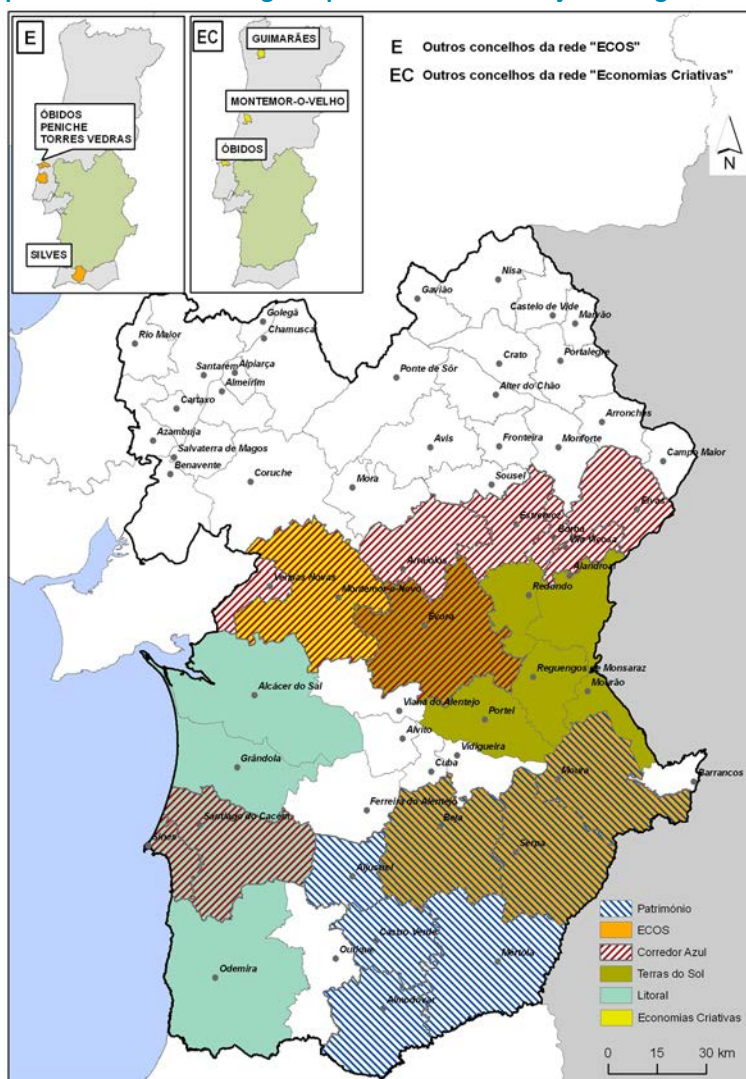 E
EC
GUIMARÃES
MONTEMOR-O-VELHO
ÓBIDOS
ÓBIDOS
PENICHE
TORRES VEDRAS
SILVES
E Outros concelhos da rede "ECOS"
EC Outros concelhos da rede "Economias Criativas"
N
Nisa
Gavião
Castelo de Vide
Marvão
Golegã
Chamusca
Rio Maior
Crato
Portalegre
Santarém
Alpiarça
Ponte de Sôr
Almeirim
Alter do Chão
Cartaxo
Arronches
Azambuja
Avis
Fronteira
Monforte
Salvaterra de Magos
Campo Maior
Benavente
Coruche
Mora
Sousel
Elvas
Estremoz
Borba
Vila Viçosa
Arraiolos
Alandroal
Vendas Novas
Redondo
Montemor-o-Novo
Évora
Reguengos de Monsaraz
Mourão
Alcácer do Sal
Viana do Alentejo
Portel
Alvito
Vidigueira
Grândola
Cuba
Moura
Barrancos
Ferreira do Alentejo
Santiago do Cacém
Beja
Sines
Serpa
Aljustrel
Castro Verde
Ourique
Mértola
Odemira
Almodôvar
Património
ECOS
Corredor Azul
Terras do Sol
Litoral
Economias Criativas
0 15 30 km